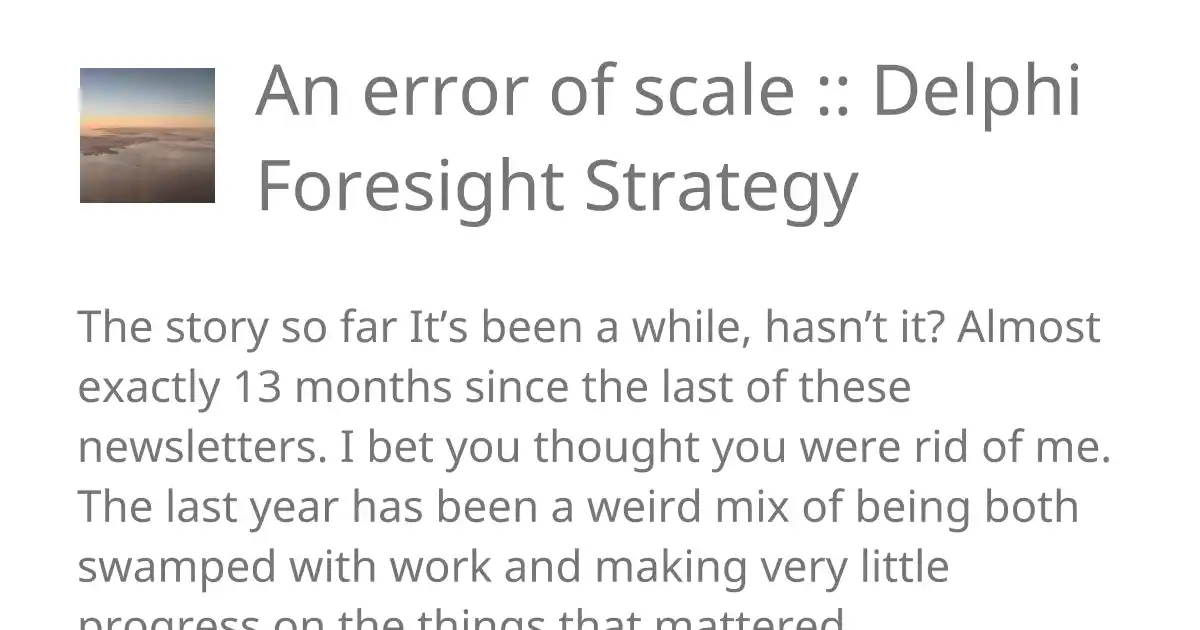 An error of scale :: Delphi
Foresight Strategy
The story so far It’s been a while, hasn’t it? Almost
exactly 13 months since the last of these
newsletters. I bet you thought you were rid of me.
The last year has been a weird mix of being both
swamped with work and making very little
progress on the things that mattered